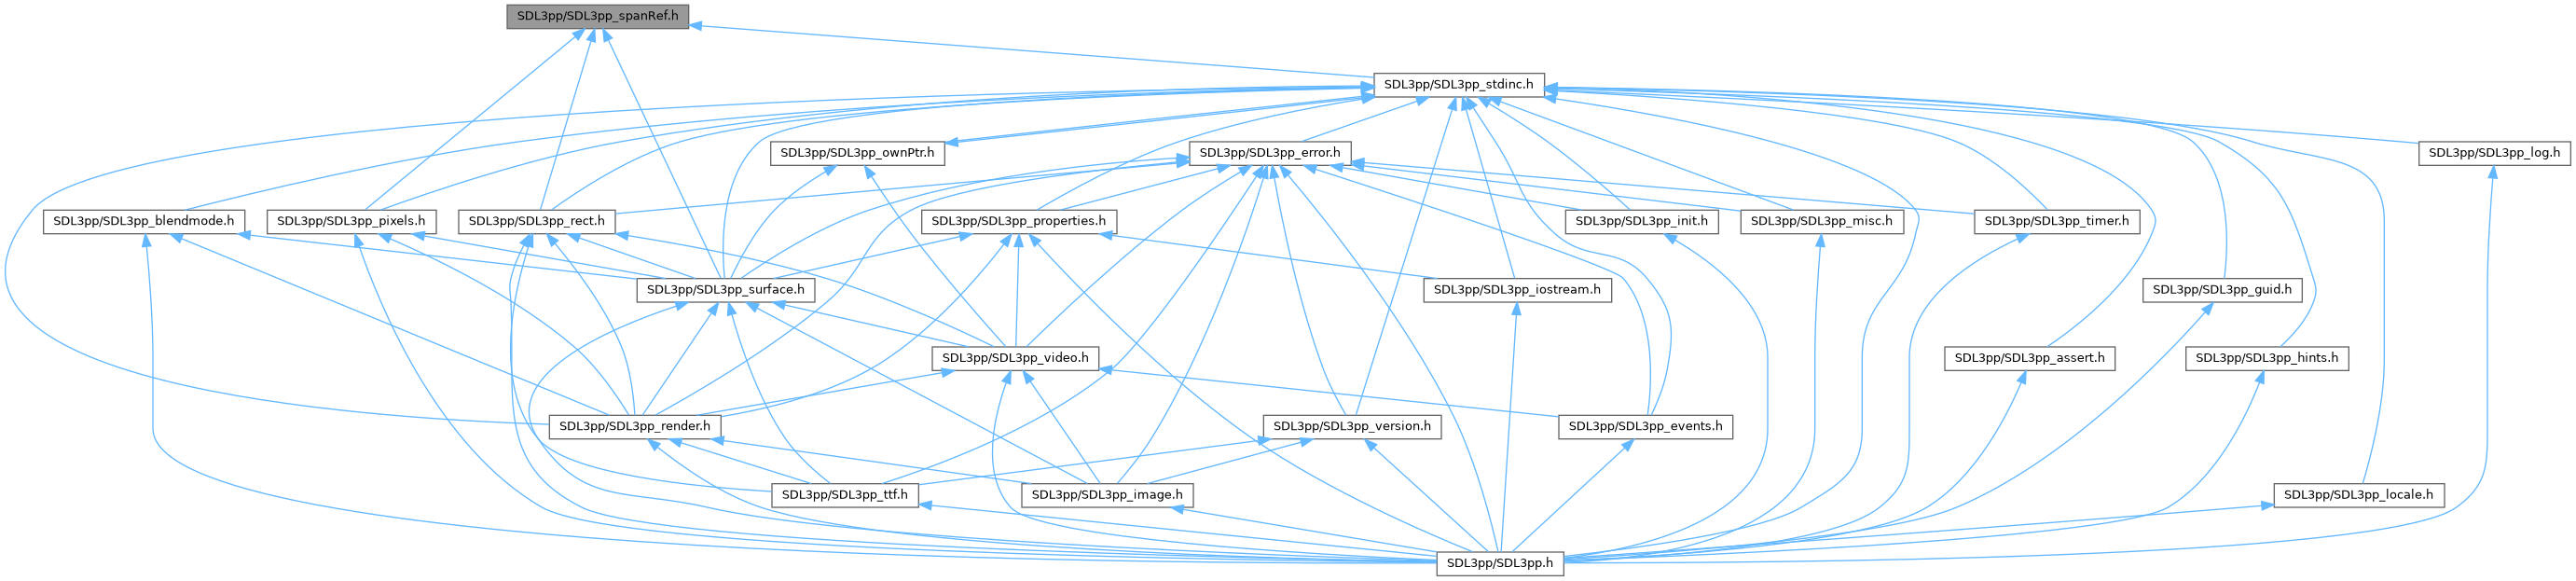 SDL3pp/SDL3pp_spanRef.h
SDL3pp/SDL3pp_stdinc.h
SDL3pp/SDL3pp_ownPtr.h
SDL3pp/SDL3pp_error.h
SDL3pp/SDL3pp_log.h
SDL3pp/SDL3pp_blendmode.h
SDL3pp/SDL3pp_pixels.h
SDL3pp/SDL3pp_rect.h
SDL3pp/SDL3pp_properties.h
SDL3pp/SDL3pp_init.h
SDL3pp/SDL3pp_misc.h
SDL3pp/SDL3pp_timer.h
SDL3pp/SDL3pp_surface.h
SDL3pp/SDL3pp_iostream.h
SDL3pp/SDL3pp_guid.h
SDL3pp/SDL3pp_video.h
SDL3pp/SDL3pp_assert.h
SDL3pp/SDL3pp_hints.h
SDL3pp/SDL3pp_render.h
SDL3pp/SDL3pp_version.h
SDL3pp/SDL3pp_events.h
SDL3pp/SDL3pp_ttf.h
SDL3pp/SDL3pp_image.h
SDL3pp/SDL3pp_locale.h
SDL3pp/SDL3pp.h